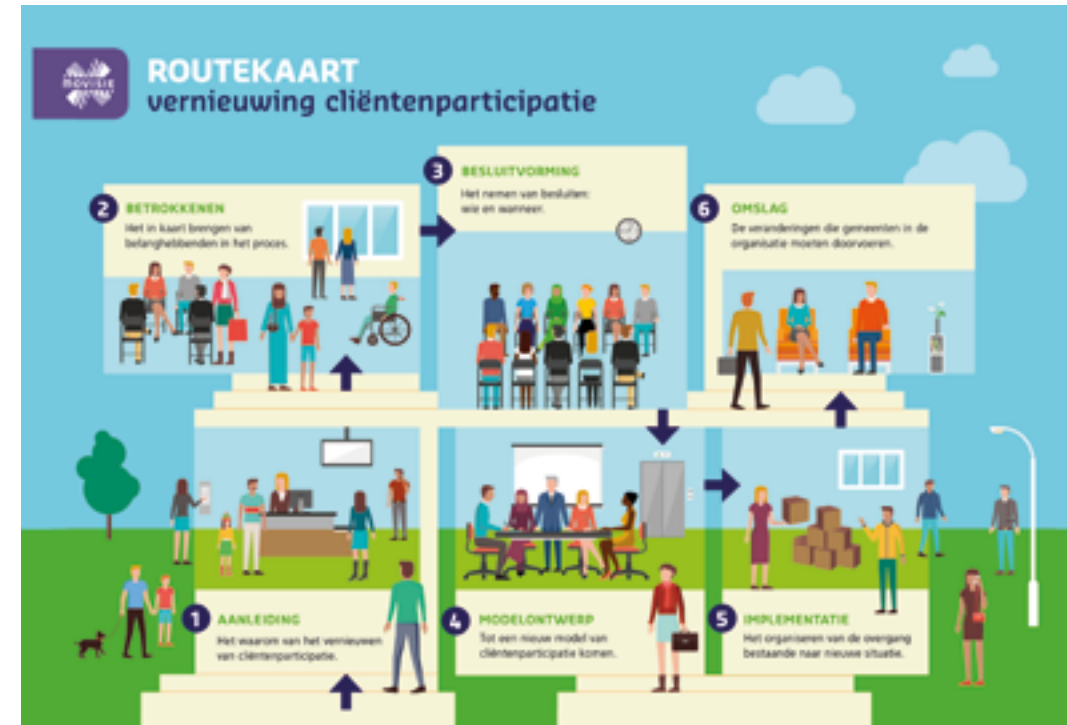 MOVISIE
ROUTEKAART
vernieuwing cliëntenparticipatie
1
AANLEIDING
Het waarom van het vernieuwen
van cliëntenparticipatie.
2
BETROKKENEN
Het in kaart brengen van
belanghebbenden in het proces.
3
BESLUITVORMING
Het nemen van besluiten:
wie en wanneer.
4
MODELONTWERP
Tot een nieuw model van
cliëntenparticipatie komen.
5
IMPLEMENTATIE
Het organiseren van de overgang
bestaande naar nieuwe situatie.
6
OMSLAG
De veranderingen die gemeenten in de
organisatie moeten doorvoeren.